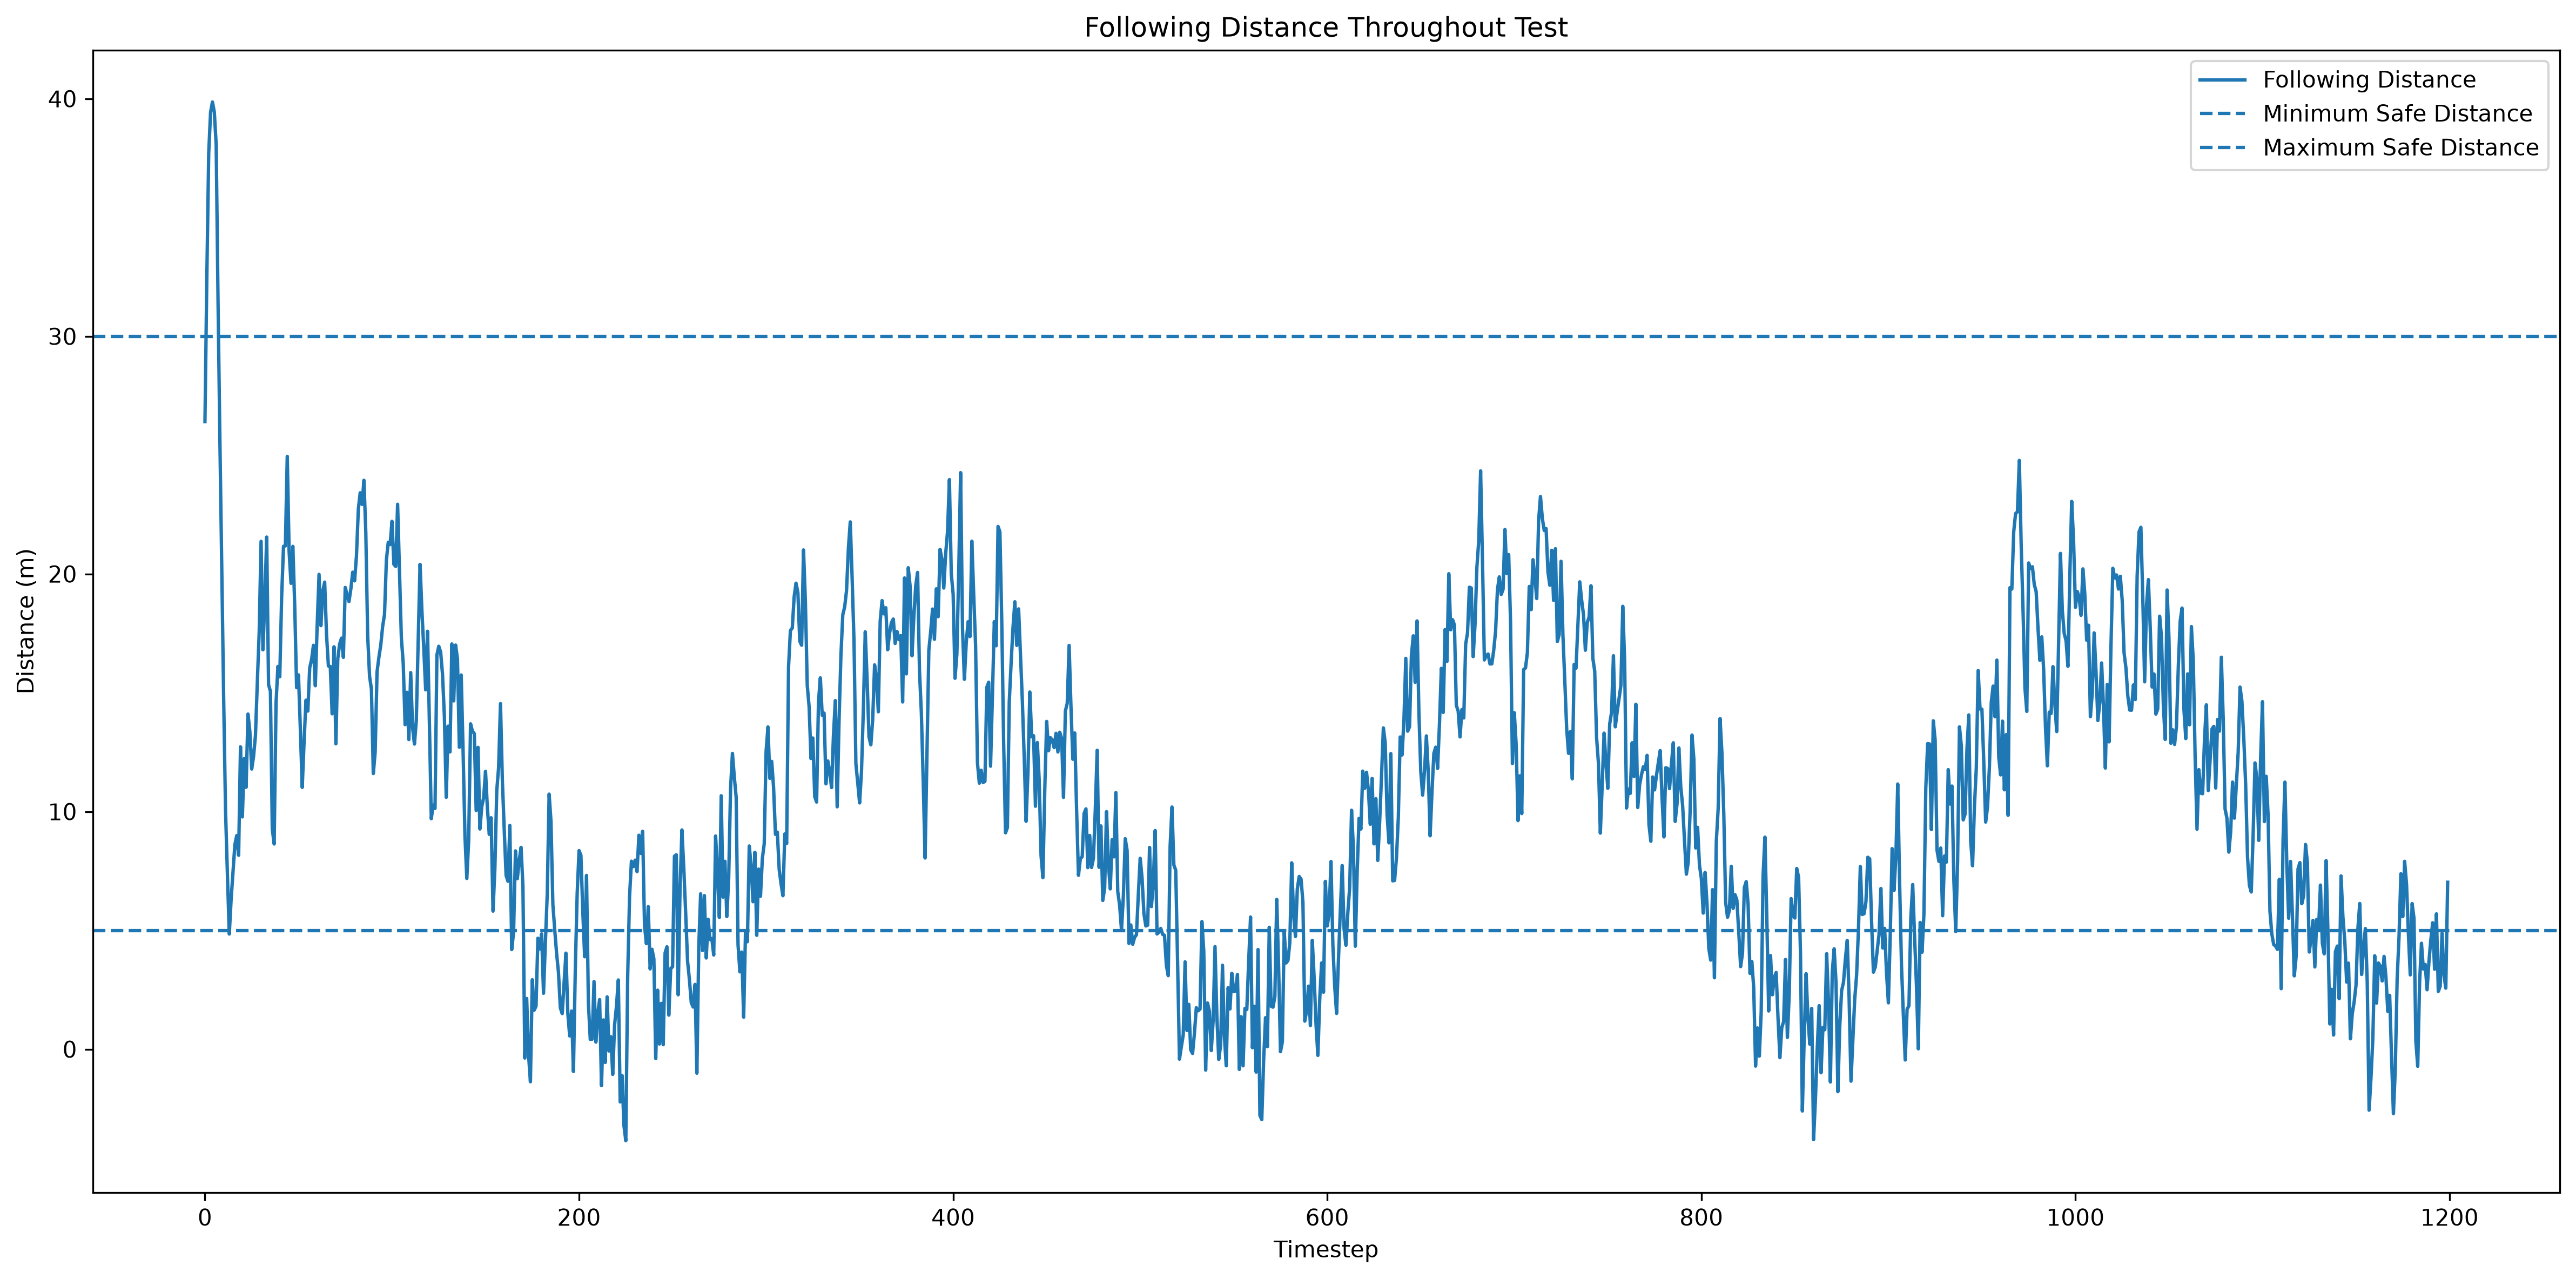 Following Distance Throughout Test
Following Distance
Minimum Safe Distance
Maximum Safe Distance
Distance (m)
40
30
20
10
0
0 200 400 600 800 1000 1200
Timestep